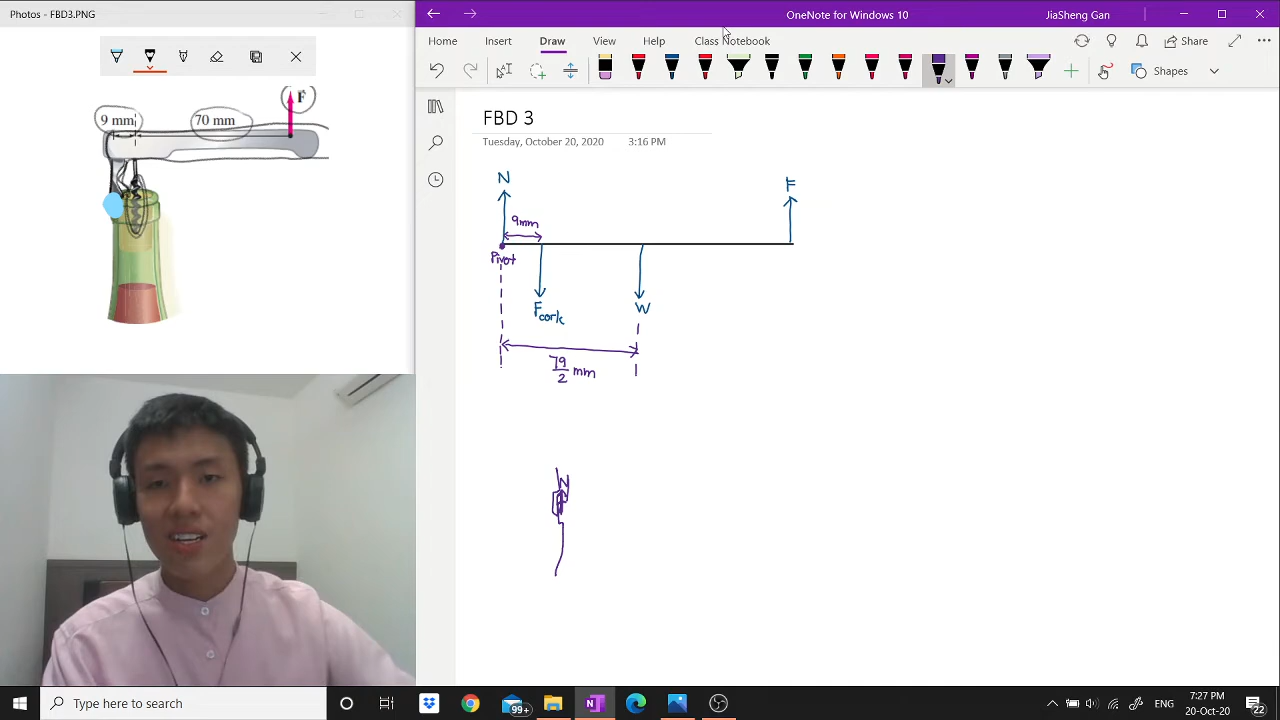 Photos - FBD3.PNG
OneNote for Windows 10
JiaSheng Gan
Home
Insert
Draw
View
Help
Class Notebook
Share
Shapes
F
9 mm
70 mm
FBD 3
Tuesday, October 20, 2020
3:16 PM
N
F
9mm
Pivot
Fcork
W
79/2 mm
N
Type here to search
99+
ENG
7:27 PM
20-Oct-20
22